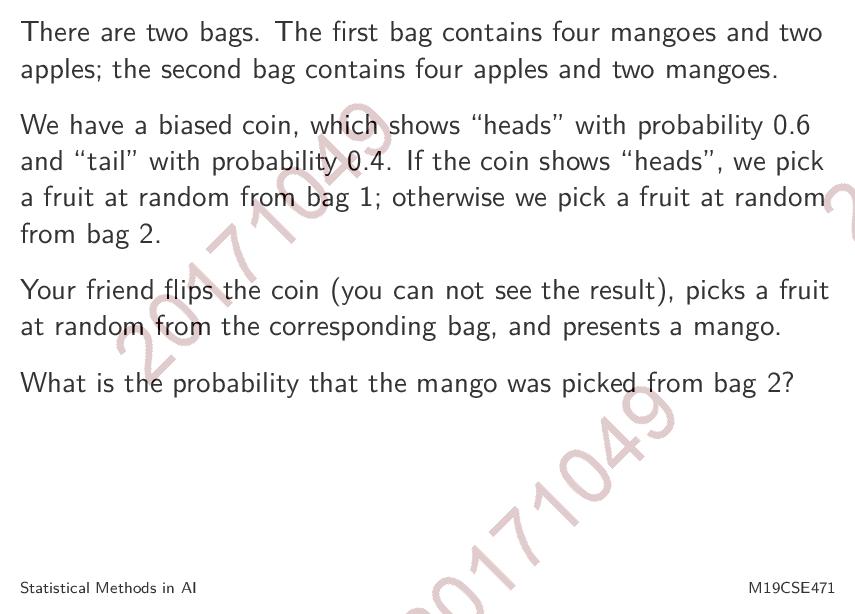 There are two bags. The first bag contains four mangoes and two
apples; the second bag contains four apples and two mangoes.
We have a biased coin, which shows “heads” with probability 0.6
and “tail” with probability 0.4. If the coin shows “heads”, we pick
a fruit at random from bag 1; otherwise we pick a fruit at random
from bag 2.
Your friend flips the coin (you can not see the result), picks a fruit
at random from the corresponding bag, and presents a mango.
What is the probability that the mango was picked from bag 2?
20171049
20171049
Statistical Methods in AI
M19CSE471